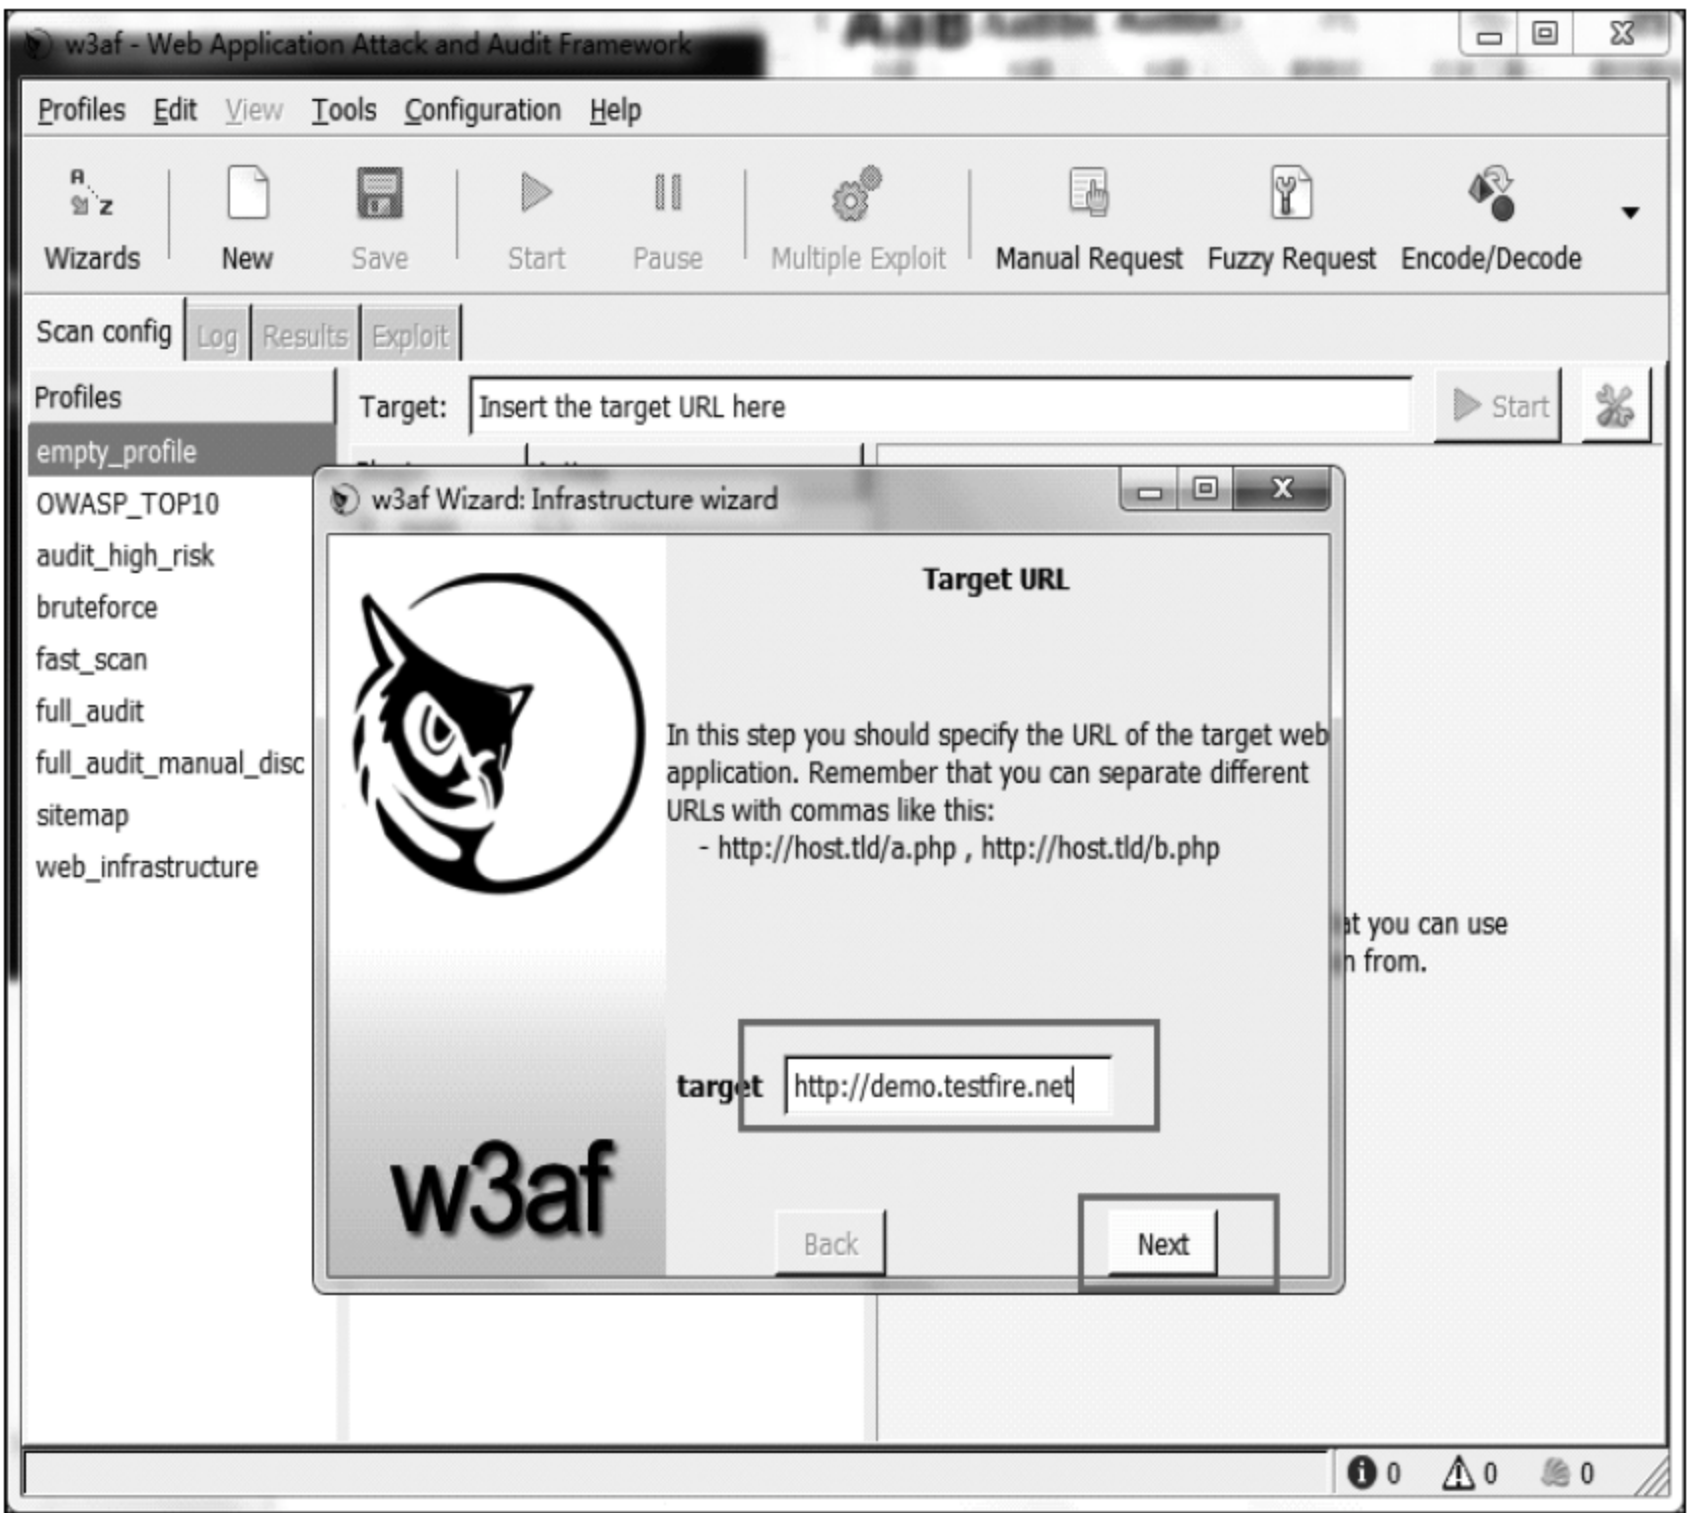 w3af - Web Application Attack and Audit Framework
Profiles Edit View Tools Configuration Help
Wizards New Save Start Pause Multiple Exploit Manual Request Fuzzy Request Encode/Decode
Scan config Log Results Exploit
Profiles
Target: Insert the target URL here Start
empty_profile
OWASP_TOP10
audit_high_risk
bruteforce
fast_scan
full_audit
full_audit_manual_disc
sitemap
web_infrastructure
w3af Wizard: Infrastructure wizard
Target URL
In this step you should specify the URL of the target web
application. Remember that you can separate different
URLs with commas like this:
- http://host.tld/a.php , http://host.tld/b.php
at you can use
n from.
target http://demo.testfire.net
w3af
Back Next
0 0 0